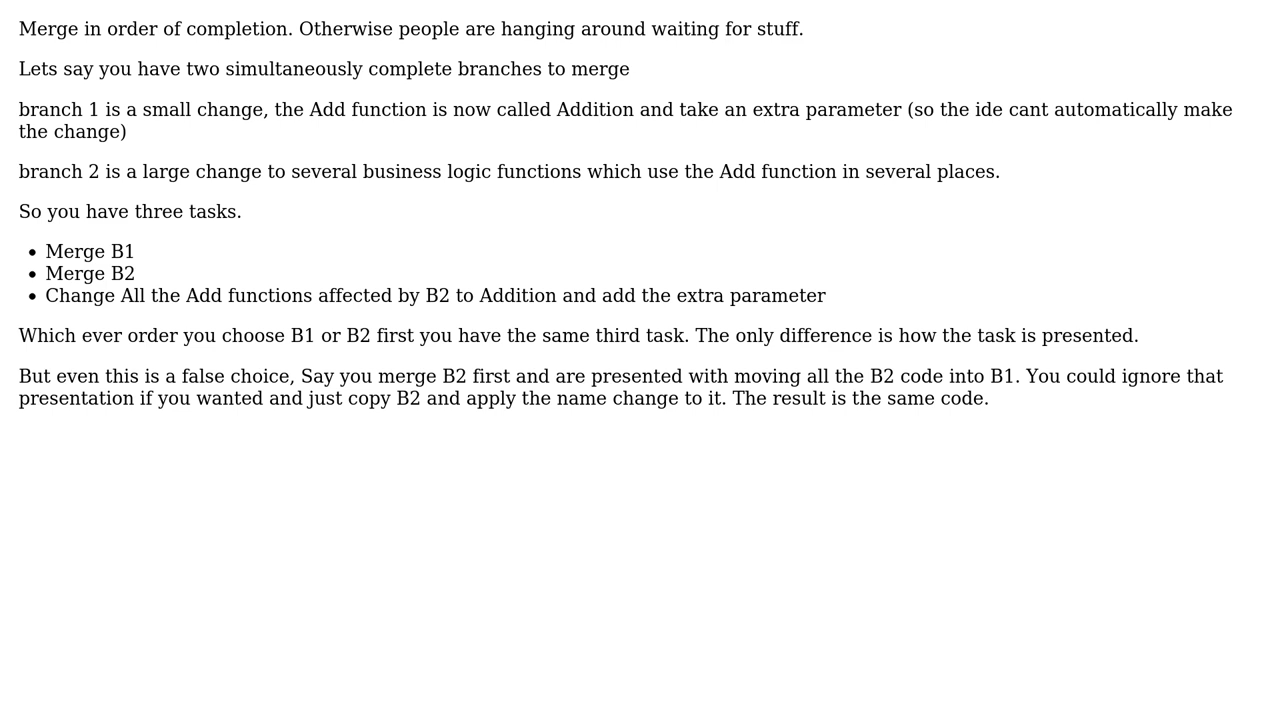 Merge in order of completion. Otherwise people are hanging around waiting for stuff.
Lets say you have two simultaneously complete branches to merge
branch 1 is a small change, the Add function is now called Addition and take an extra parameter (so the ide cant automatically make
the change)
branch 2 is a large change to several business logic functions which use the Add function in several places.
So you have three tasks.
• Merge B1
• Merge B2
• Change All the Add functions affected by B2 to Addition and add the extra parameter
Which ever order you choose B1 or B2 first you have the same third task. The only difference is how the task is presented.
But even this is a false choice, Say you merge B2 first and are presented with moving all the B2 code into B1. You could ignore that
presentation if you wanted and just copy B2 and apply the name change to it. The result is the same code.